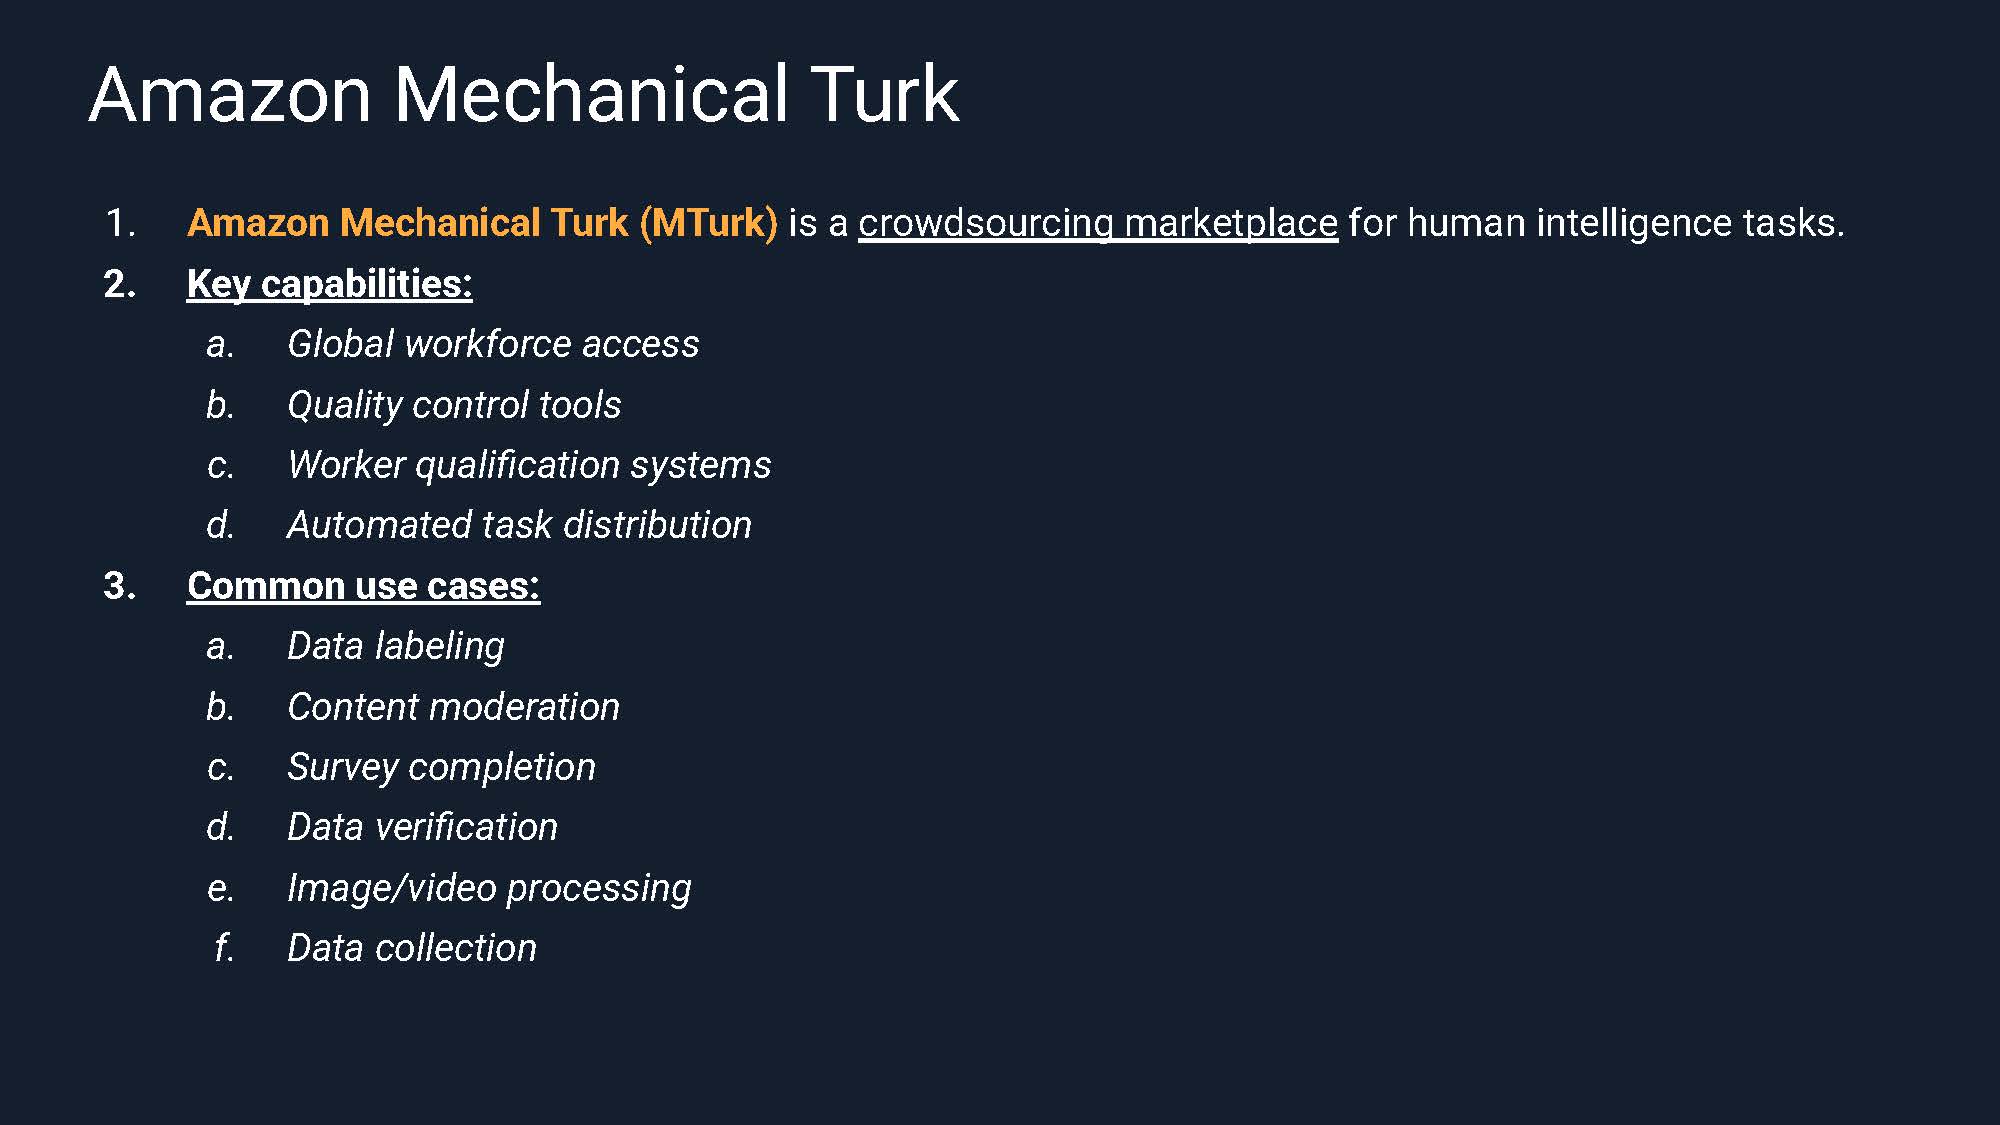 Amazon Mechanical Turk
1. Amazon Mechanical Turk (MTurk) is a crowdsourcing marketplace for human intelligence tasks.
2. Key capabilities:
a. Global workforce access
b. Quality control tools
c. Worker qualification systems
d. Automated task distribution
3. Common use cases:
a. Data labeling
b. Content moderation
c. Survey completion
d. Data verification
e. Image/video processing
f. Data collection